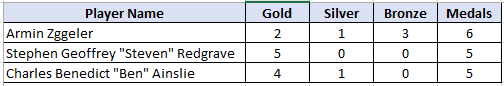 Player Name Gold Silver Bronze Medals
Armin Zggeler 2 1 3 6
Stephen Geoffrey "Steven" Redgrave 5 0 0 5
Charles Benedict "Ben" Ainslie 4 1 0 5